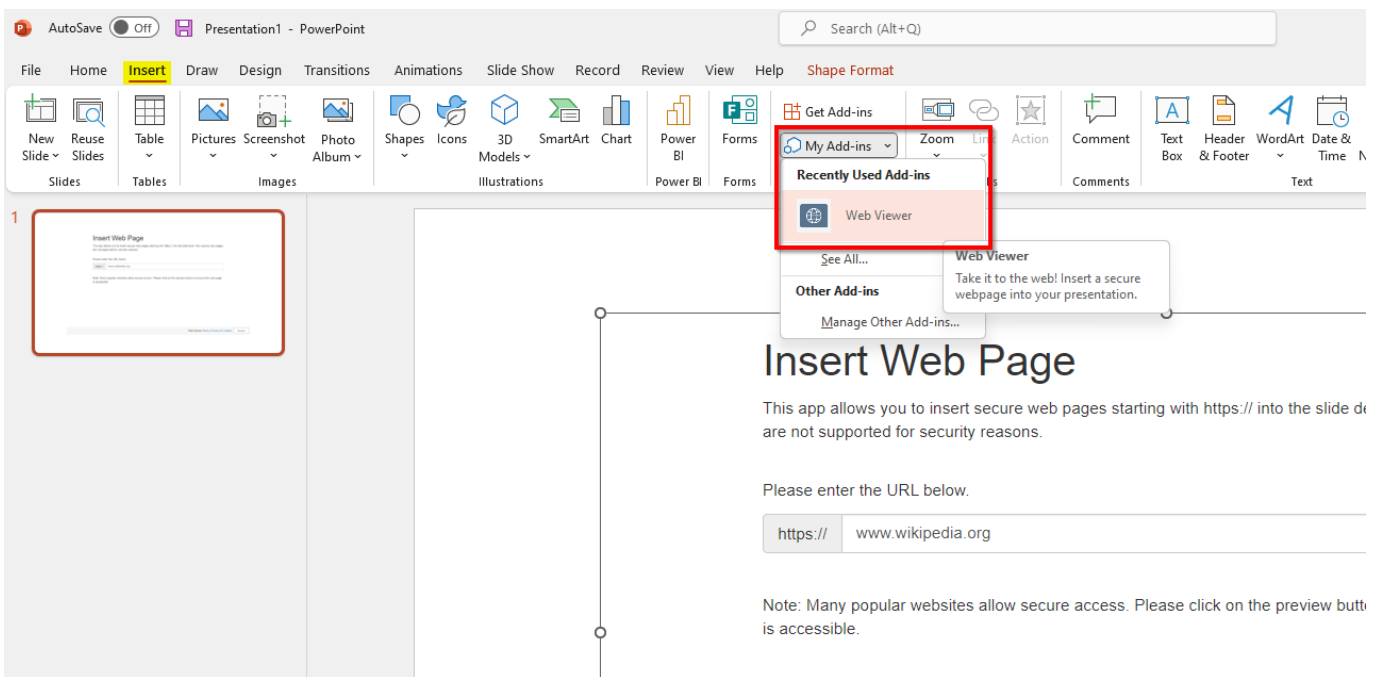 AutoSave Off Presentation1 - PowerPoint Search (Alt+Q)
File Home Insert Draw Design Transitions Animations Slide Show Record Review View Help Shape Format
New Slide Reuse Slides Table Pictures Screenshot Photo Album Shapes Icons 3D Models SmartArt Chart Power BI Forms Get Add-ins My Add-ins Zoom Link Action Comment Text Box Header & Footer WordArt Date & Time N
Slides Tables Images Illustrations Power BI Forms Comments Text
Recently Used Add-ins
Web Viewer
See All...
Other Add-ins
Manage Other Add-ins...
Web Viewer
Take it to the web! Insert a secure
webpage into your presentation.
1
Insert Web Page
Insert Web Page
This app allows you to insert secure web pages starting with https:// into the slide de
are not supported for security reasons.
Please enter the URL below.
https:// www.wikipedia.org
Note: Many popular websites allow secure access. Please click on the preview butt
is accessible.